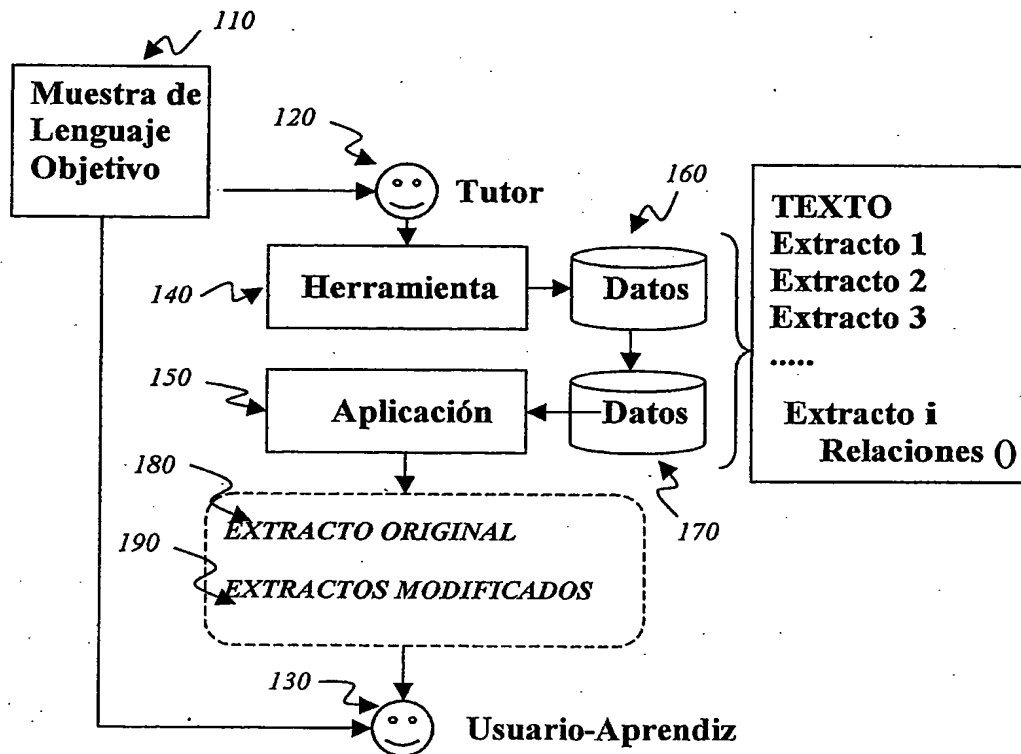 110
Muestra de
Lenguaje
Objetivo
120
Tutor
160
TEXTO
Extracto 1
Extracto 2
Extracto 3
.....
Extracto i
Relaciones ()
140
Herramienta
Datos
150
Aplicación
Datos
170
180
EXTRACTO ORIGINAL
190
EXTRACTOS MODIFICADOS
130
Usuario-Aprendiz